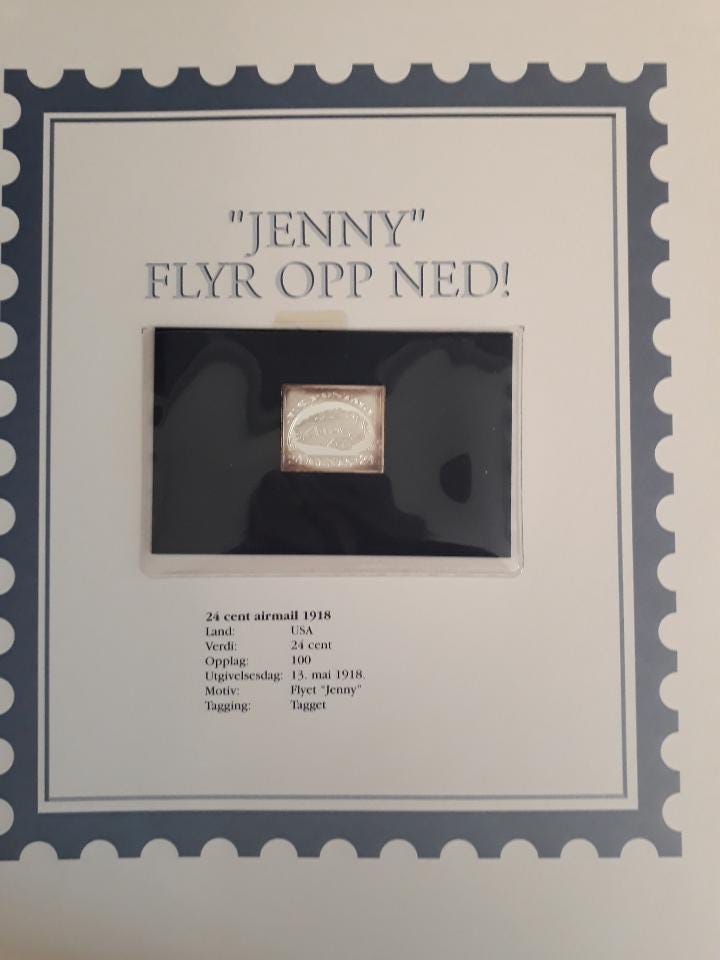 "JENNY"
FLYR OPP NED!
24 cent airmail 1918
Land: USA
Verdi: 24 cent
Opplag: 100
Utgivelsesdag: 13. mai 1918.
Motiv: Flyet "Jenny"
Tagging: Tagget